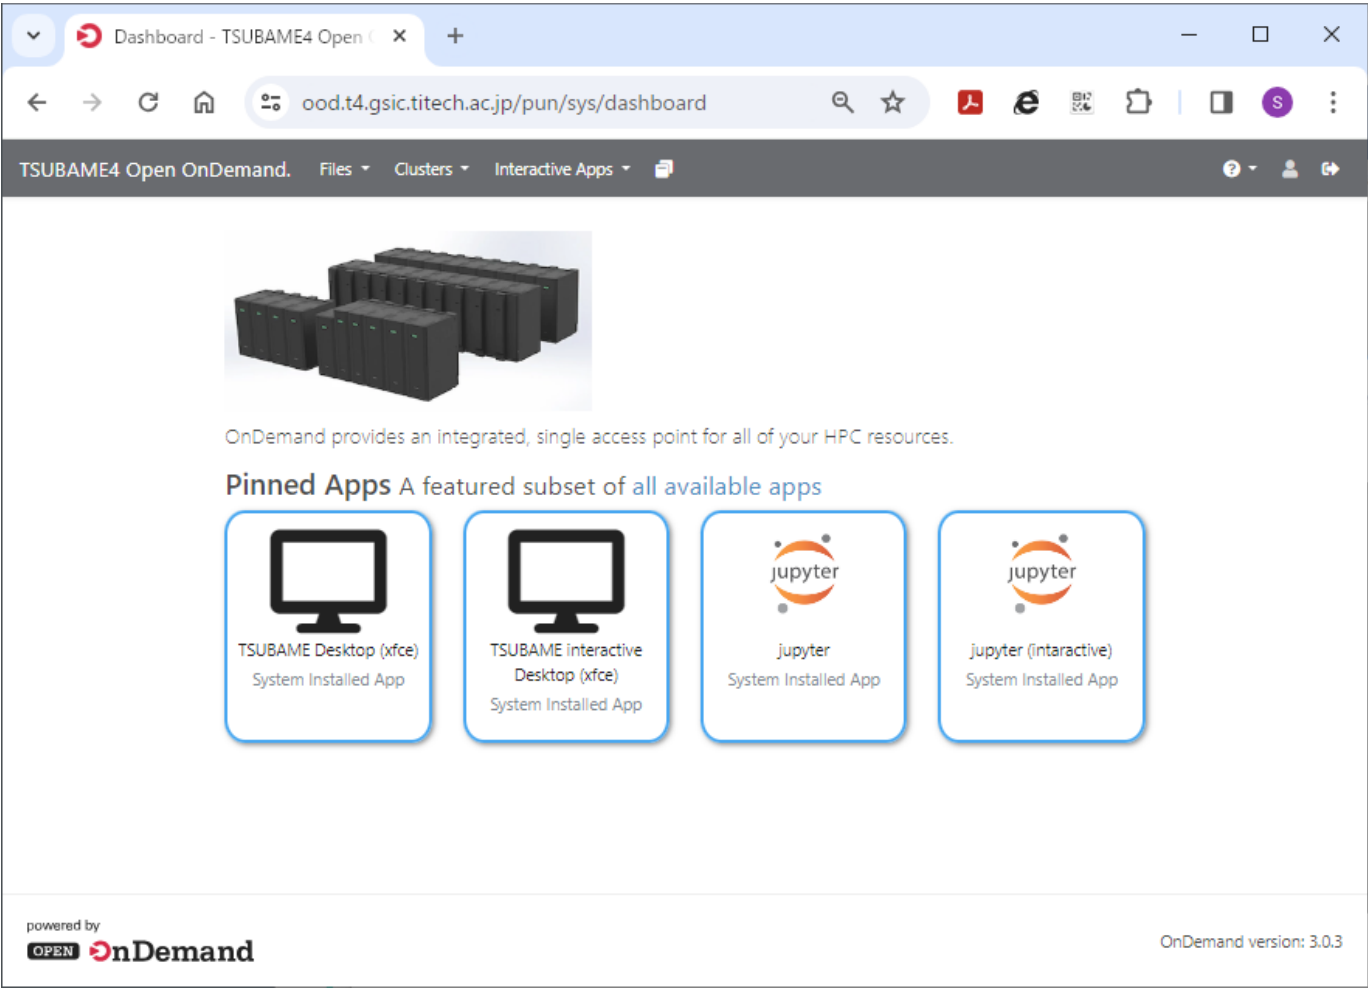 Dashboard - TSUBAME4 Open
ood.t4.gsic.titech.ac.jp/pun/sys/dashboard
S
TSUBAME4 Open OnDemand. Files Clusters Interactive Apps
OnDemand provides an integrated, single access point for all of your HPC resources.
Pinned Apps A featured subset of all available apps
jupyter
jupyter
TSUBAME Desktop (xfce)
System Installed App
TSUBAME interactive
Desktop (xfce)
System Installed App
jupyter
System Installed App
jupyter (intaractive)
System Installed App
powered by
OPEN OnDemand
OnDemand version: 3.0.3